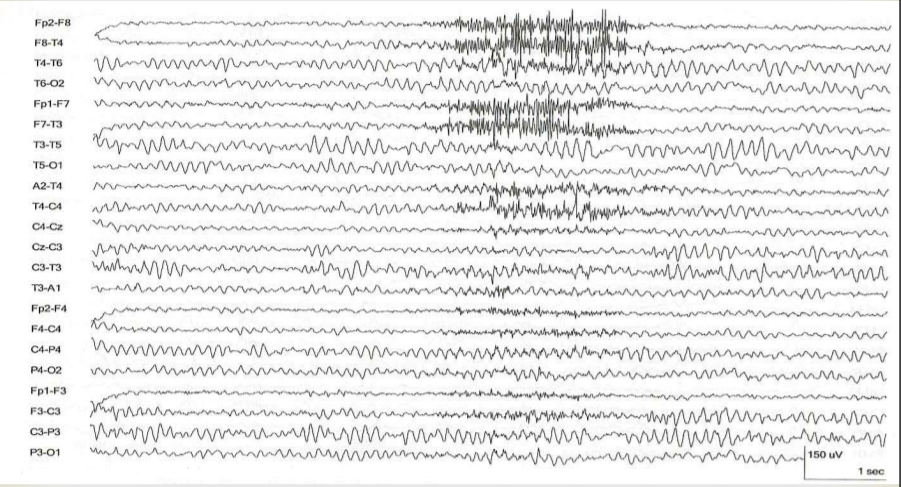 Fp2-F8
F8-T4
T4-T6
T6-O2
Fp1-F7
F7-T3
T3-T5
T5-O1
A2-T4
T4-C4
C4-Cz
Cz-C3
C3-T3
T3-A1
Fp2-F4
F4-C4
C4-P4
P4-O2
Fp1-F3
F3-C3
C3-P3
P3-O1
150 uV
1 sec